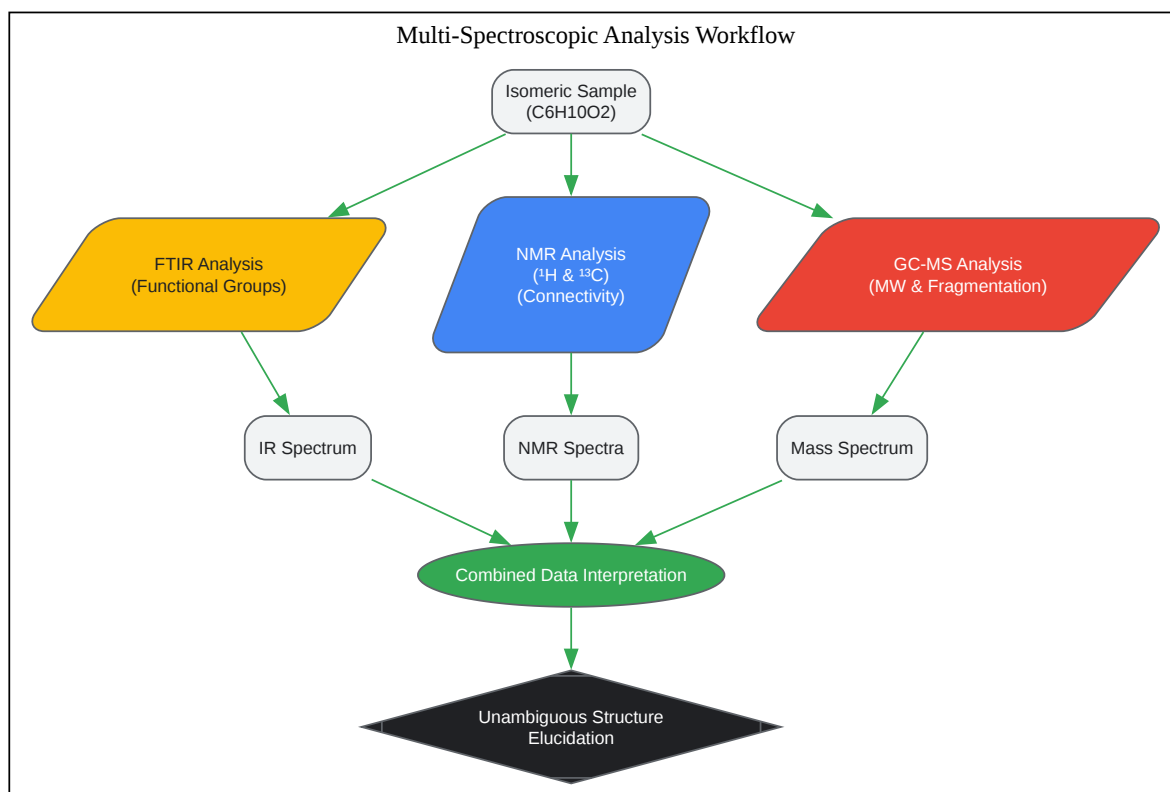 Multi-Spectroscopic Analysis Workflow
Isomeric Sample
(C6H10O2)
FTIR Analysis
(Functional Groups)
NMR Analysis
(¹H & ¹³C)
(Connectivity)
GC-MS Analysis
(MW & Fragmentation)
IR Spectrum
NMR Spectra
Mass Spectrum
Combined Data Interpretation
Unambiguous Structure
Elucidation